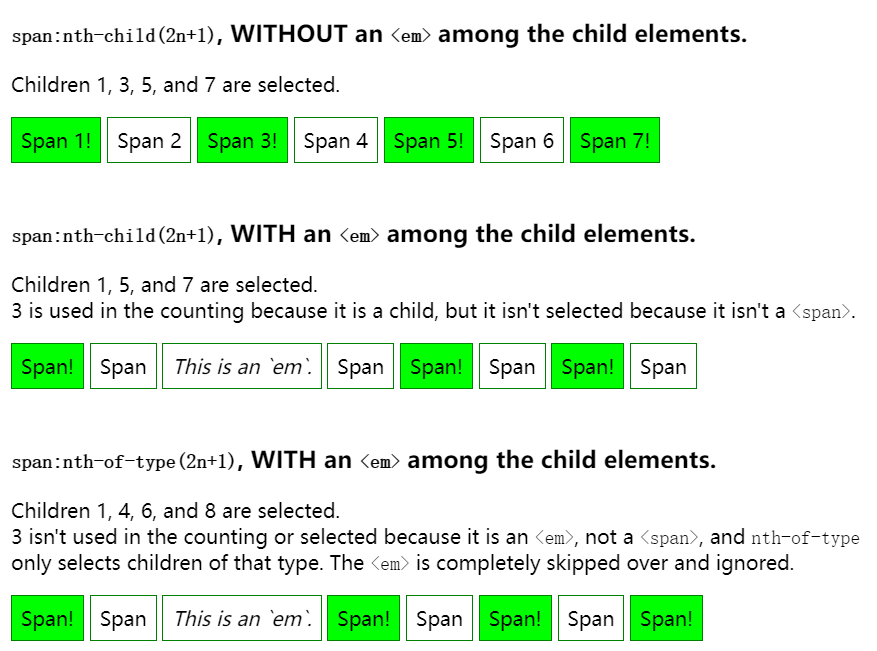 span:nth-child(2n+1), WITHOUT an <em> among the child elements.
Children 1, 3, 5, and 7 are selected.
Span 1! Span 2 Span 3! Span 4 Span 5! Span 6 Span 7!
span:nth-child(2n+1), WITH an <em> among the child elements.
Children 1, 5, and 7 are selected.
3 is used in the counting because it is a child, but it isn't selected because it isn't a <span>.
Span! Span This is an `em`. Span Span! Span Span! Span
span:nth-of-type(2n+1), WITH an <em> among the child elements.
Children 1, 4, 6, and 8 are selected.
3 isn't used in the counting or selected because it is an <em>, not a <span>, and nth-of-type
only selects children of that type. The <em> is completely skipped over and ignored.
Span! Span This is an `em`. Span! Span Span! Span Span!